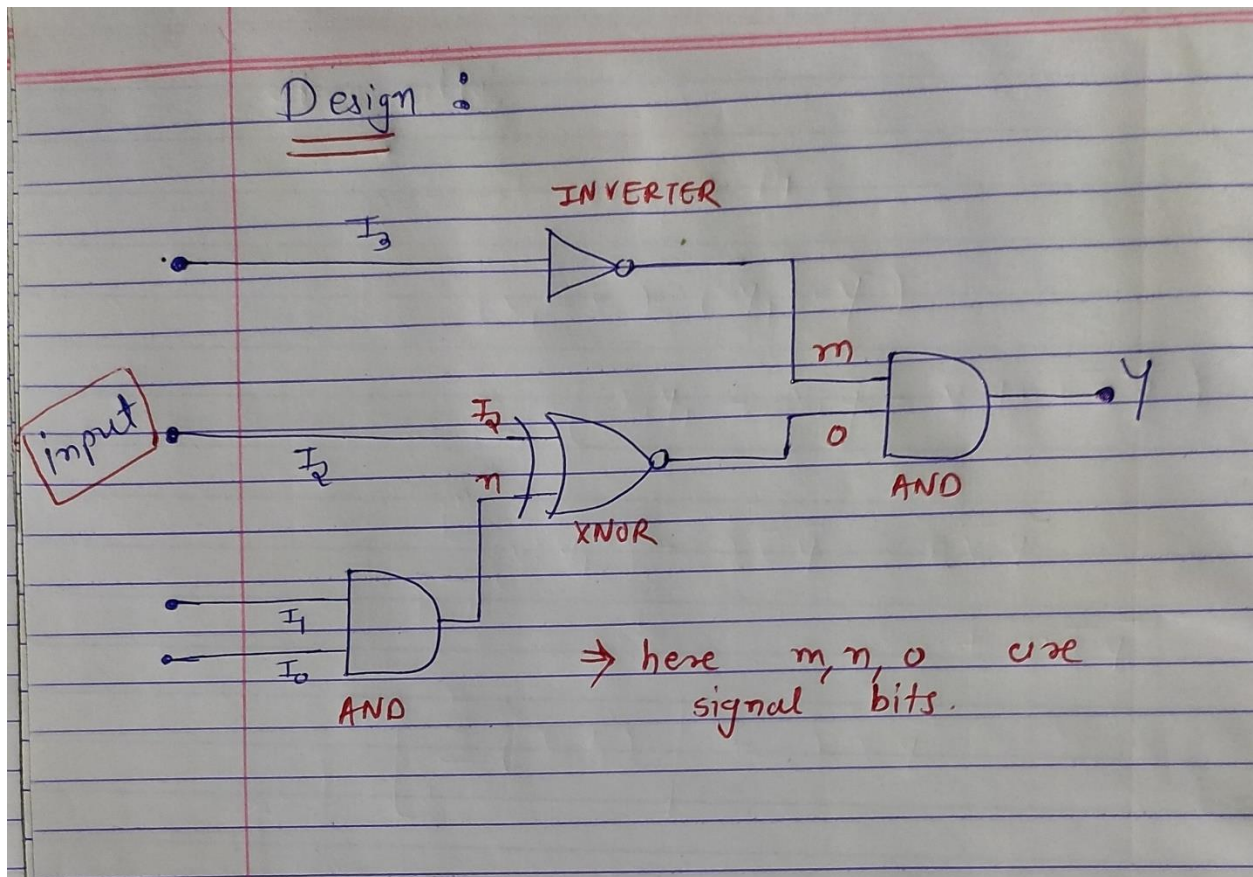 Design :
INVERTER
I3
m
Y
input
I2
I2
n
o
AND
XNOR
I1
I0
AND
⇒ here m, n, o are
signal bits.